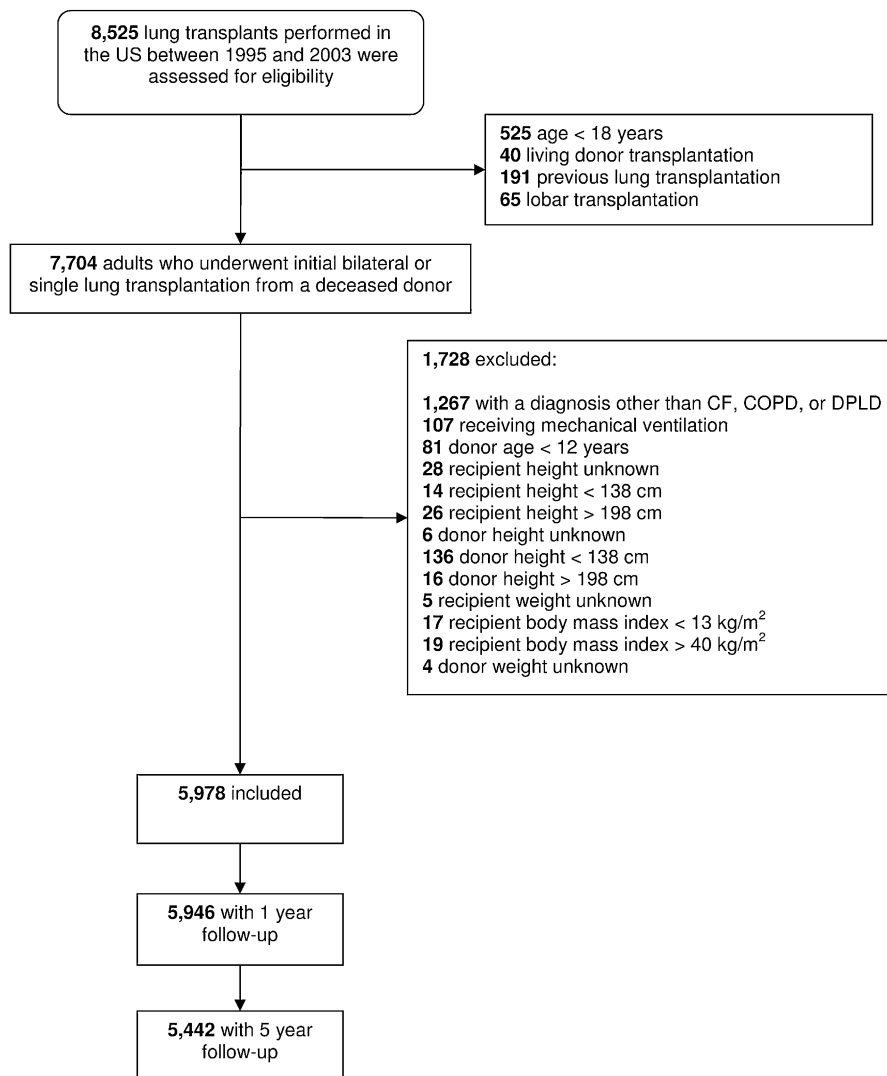 8,525 lung transplants performed in
the US between 1995 and 2003 were
assessed for eligibility
525 age < 18 years
40 living donor transplantation
191 previous lung transplantation
65 lobar transplantation
7,704 adults who underwent initial bilateral or
single lung transplantation from a deceased donor
1,728 excluded:
1,267 with a diagnosis other than CF, COPD, or DPLD
107 receiving mechanical ventilation
81 donor age < 12 years
28 recipient height unknown
14 recipient height < 138 cm
26 recipient height > 198 cm
6 donor height unknown
136 donor height < 138 cm
16 donor height > 198 cm
5 recipient weight unknown
17 recipient body mass index < 13 kg/m²
19 recipient body mass index > 40 kg/m²
4 donor weight unknown
5,978 included
5,946 with 1 year
follow-up
5,442 with 5 year
follow-up